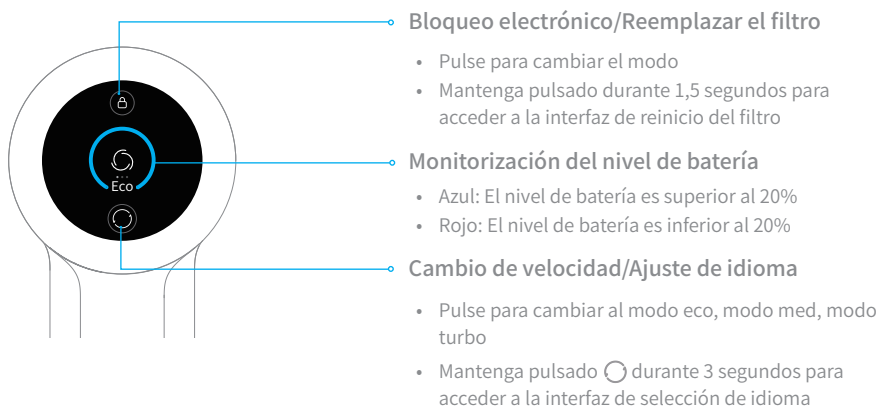 Bloqueo electrónico/Reemplazar el filtro
• Pulse para cambiar el modo
• Mantenga pulsado durante 1,5 segundos para
acceder a la interfaz de reinicio del filtro
Monitorización del nivel de batería
• Azul: El nivel de batería es superior al 20%
• Rojo: El nivel de batería es inferior al 20%
Eco
Cambio de velocidad/Ajuste de idioma
• Pulse para cambiar al modo eco, modo med, modo
turbo
• Mantenga pulsado durante 3 segundos para
acceder a la interfaz de selección de idioma